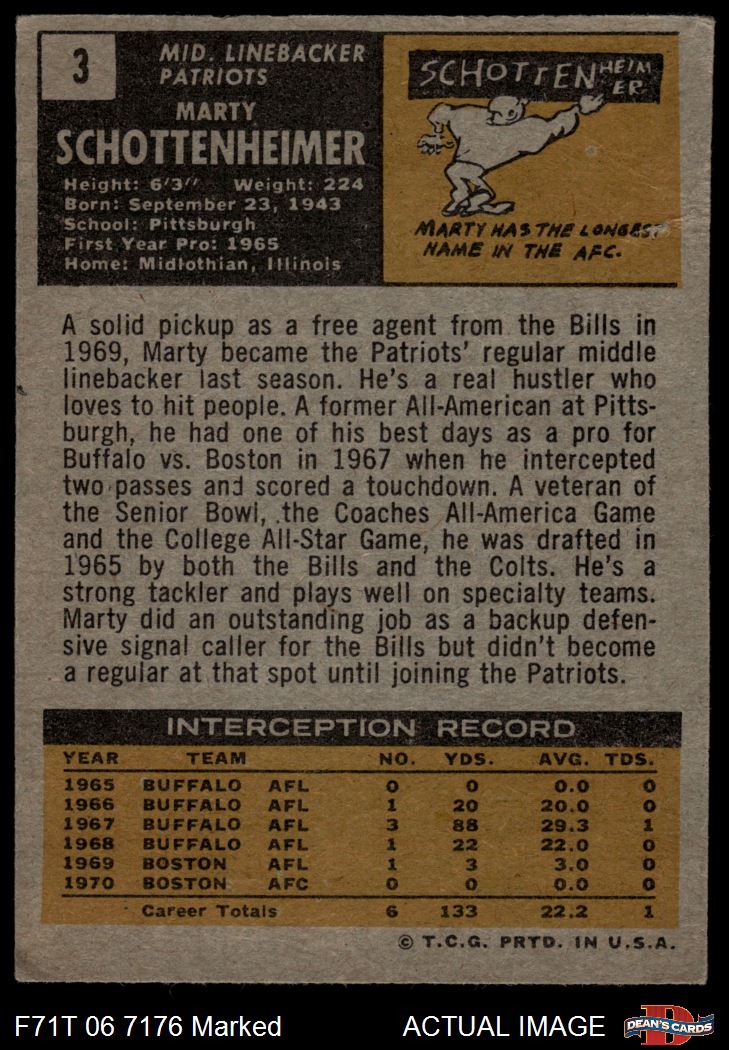 3
MID. LINEBACKER
PATRIOTS
MARTY
SCHOTTENHEIMER
Height: 6'3" Weight: 224
Born: September 23, 1943
School: Pittsburgh
First Year Pro: 1965
Home: Midlothian, Illinois
SCHOTTENHEIM
ER
MARTY HAS THE LONGEST
NAME IN THE AFC.
A solid pickup as a free agent from the Bills in
1969, Marty became the Patriots' regular middle
linebacker last season. He's a real hustler who
loves to hit people. A former All-American at Pitts-
burgh, he had one of his best days as a pro for
Buffalo vs. Boston in 1967 when he intercepted
two passes and scored a touchdown. A veteran of
the Senior Bowl, the Coaches All-America Game
and the College All-Star Game, he was drafted in
1965 by both the Bills and the Colts. He's a
strong tackler and plays well on specialty teams.
Marty did an outstanding job as a backup defen-
sive signal caller for the Bills but didn't become
a regular at that spot until joining the Patriots.
INTERCEPTION RECORD
YEAR TEAM NO. YDS. AVG. TDS.
1965 BUFFALO AFL 0 0 0.0 0
1966 BUFFALO AFL 1 20 20.0 0
1967 BUFFALO AFL 3 88 29.3 1
1968 BUFFALO AFL 1 22 22.0 0
1969 BOSTON AFL 1 3 3.0 0
1970 BOSTON AFC 0 0 0.0 0
Career Totals 6 133 22.2 1
© T.C.G. PRTD. IN U.S.A.
F71T 06 7176 Marked ACTUAL IMAGE
D
DEAN'S CARDS